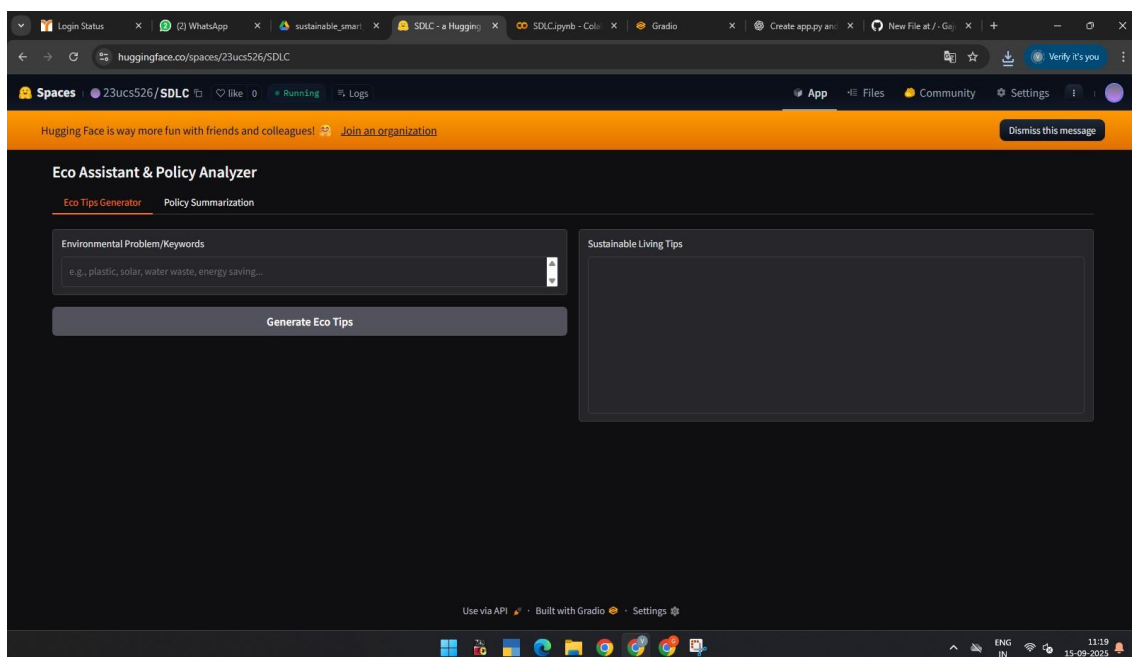 Login Status
(2) WhatsApp
sustainable_smart
SDLC - a Hugging
SDLC.ipynb - Cola
Gradio
Create app.py and
New File at / · Gaj
huggingface.co/spaces/23ucs526/SDLC
Verify it's you
Spaces 23ucs526/SDLC like 0 Running Logs
App Files Community Settings
Hugging Face is way more fun with friends and colleagues! Join an organization
Dismiss this message
Eco Assistant & Policy Analyzer
Eco Tips Generator Policy Summarization
Environmental Problem/Keywords
e.g., plastic, solar, water waste, energy saving...
Generate Eco Tips
Sustainable Living Tips
Use via API · Built with Gradio · Settings
ENG
IN
11:19
15-09-2025